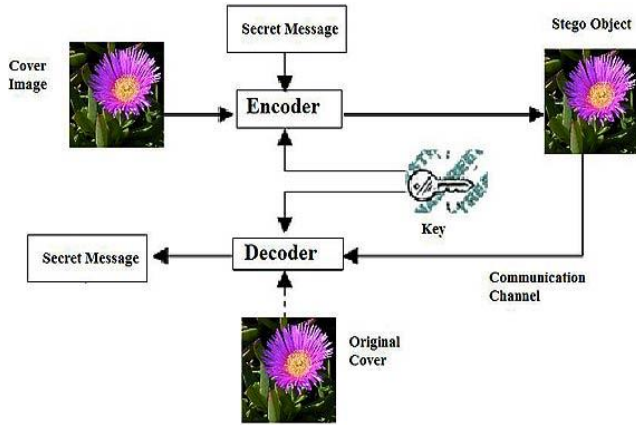 Secret Message
Stego Object
Cover
Image
Encoder
Key
Secret Message
Decoder
Communication
Channel
Original
Cover